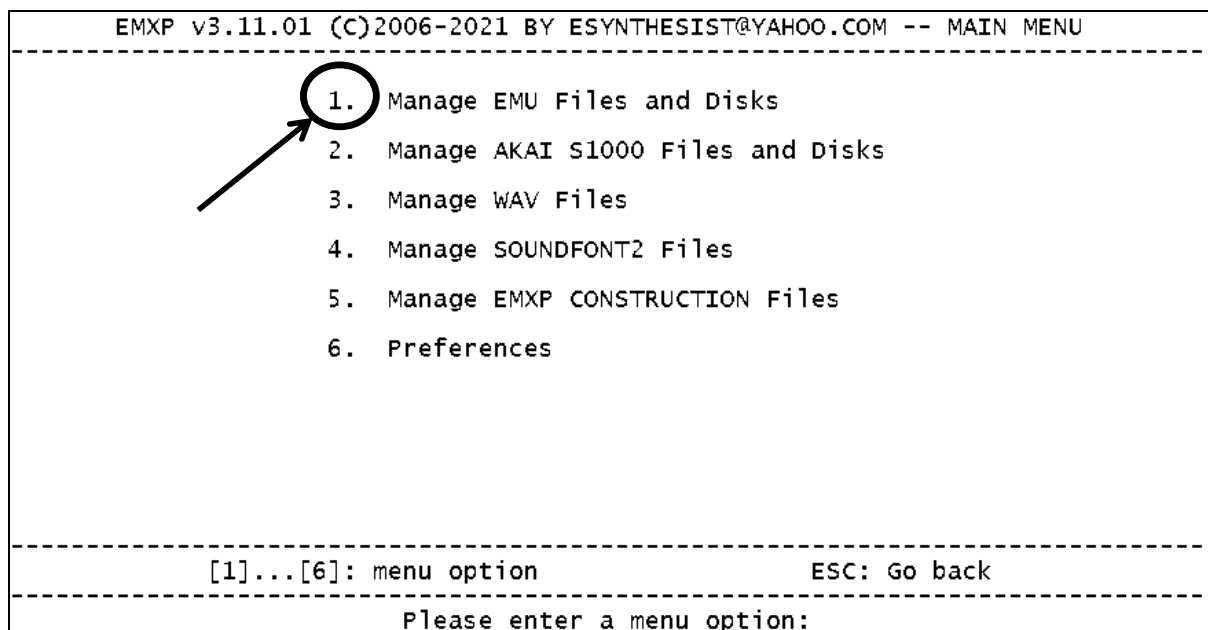 EMXP v3.11.01 (C)2006-2021 BY ESYNTHESIST@YAHOO.COM -- MAIN MENU
1. Manage EMU Files and Disks
2. Manage AKAI S1000 Files and Disks
3. Manage WAV Files
4. Manage SOUNDFONT2 Files
5. Manage EMXP CONSTRUCTION Files
6. Preferences
[1]...[6]: menu option ESC: Go back
Please enter a menu option: